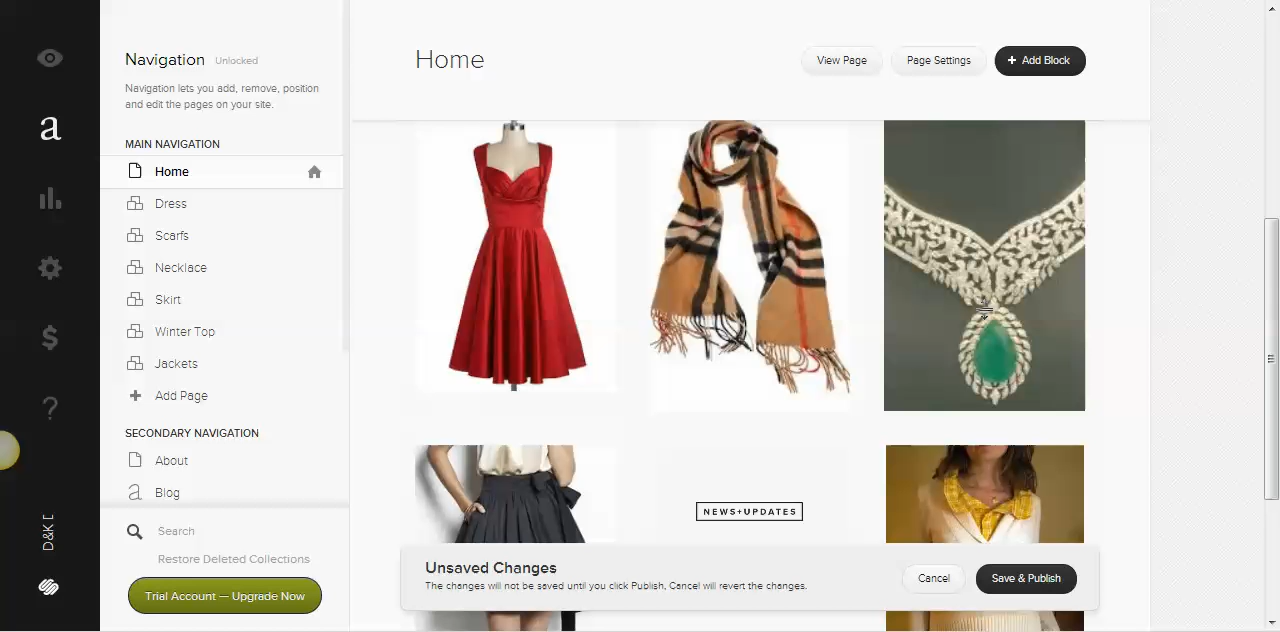 Navigation Unlocked
Navigation lets you add, remove, position
and edit the pages on your site.
MAIN NAVIGATION
Home
Dress
Scarfs
Necklace
Skirt
Winter Top
Jackets
+ Add Page
SECONDARY NAVIGATION
About
Blog
Search
Restore Deleted Collections
Trial Account — Upgrade Now
a
$
?
D&K
Home
View Page
Page Settings
+ Add Block
NEWS+UPDATES
Unsaved Changes
The changes will not be saved until you click Publish, Cancel will revert the changes.
Cancel
Save & Publish